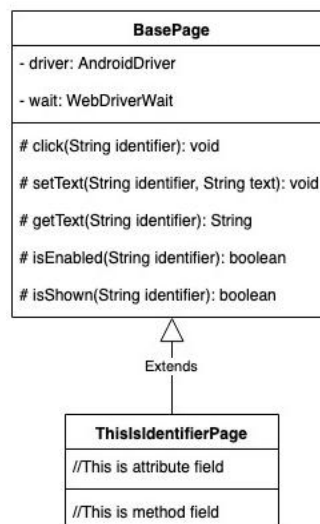 BasePage
- driver: AndroidDriver
- wait: WebDriverWait
# click(String identifier): void
# setText(String identifier, String text): void
# getText(String identifier): String
# isEnabled(String identifier): boolean
# isShown(String identifier): boolean
Extends
ThisIsIdentifierPage
//This is attribute field
//This is method field